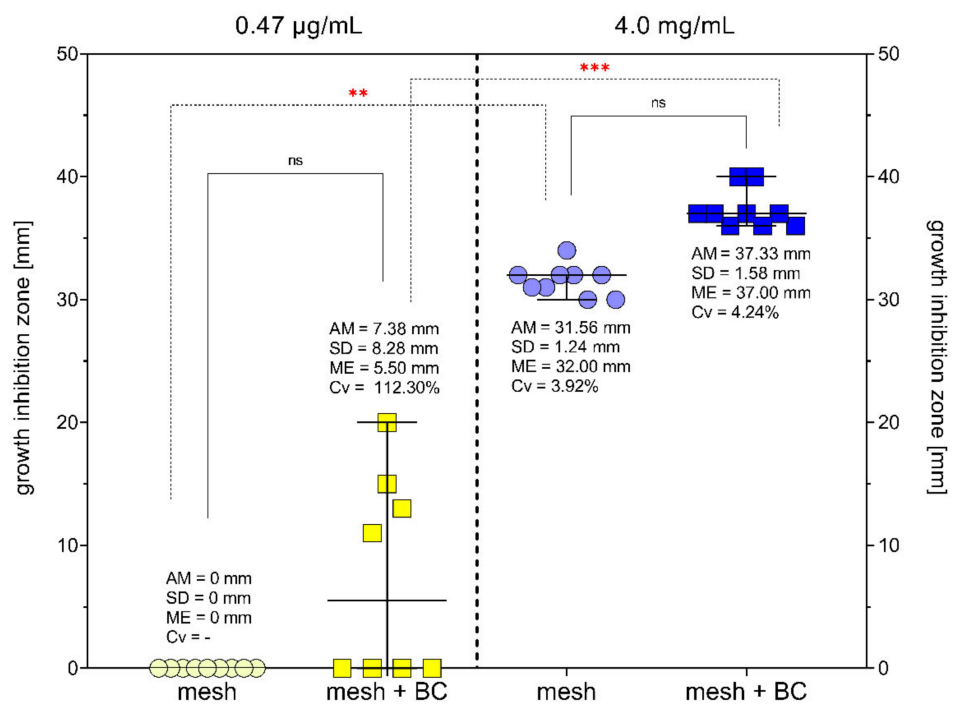 0.47 µg/mL
4.0 mg/mL
50
50
***
**
ns
ns
40
40
growth inhibition zone [mm]
growth inhibition zone [mm]
AM = 37.33 mm
SD = 1.58 mm
ME = 37.00 mm
Cv = 4.24%
30
30
AM = 7.38 mm
SD = 8.28 mm
ME = 5.50 mm
Cv = 112.30%
AM = 31.56 mm
SD = 1.24 mm
ME = 32.00 mm
Cv = 3.92%
20
20
10
10
AM = 0 mm
SD = 0 mm
ME = 0 mm
Cv = -
0
0
mesh
mesh + BC
mesh
mesh + BC